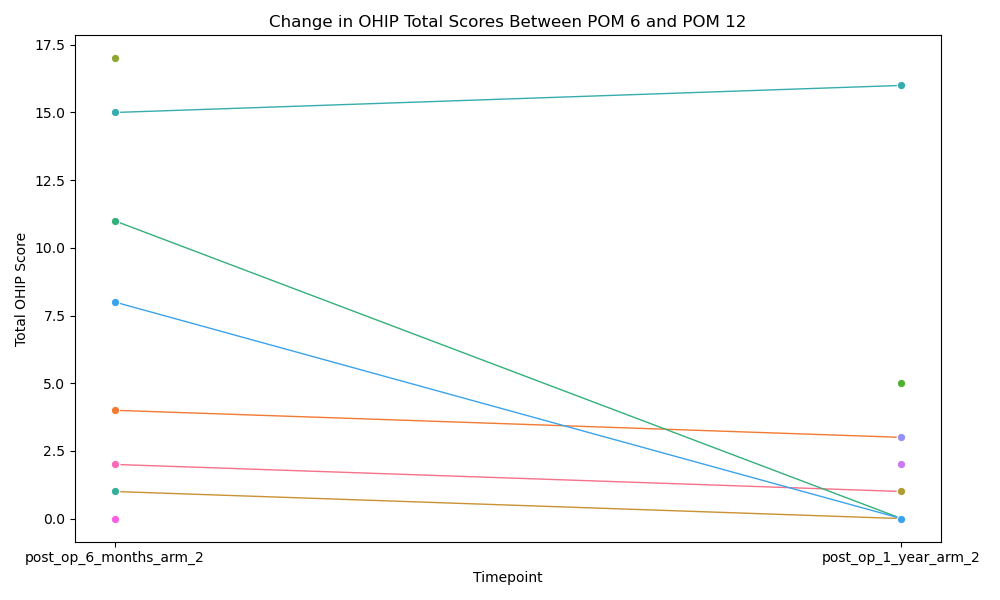 Change in OHIP Total Scores Between POM 6 and POM 12
17.5
15.0
12.5
10.0
7.5
5.0
2.5
0.0
Total OHIP Score
post_op_6_months_arm_2
post_op_1_year_arm_2
Timepoint